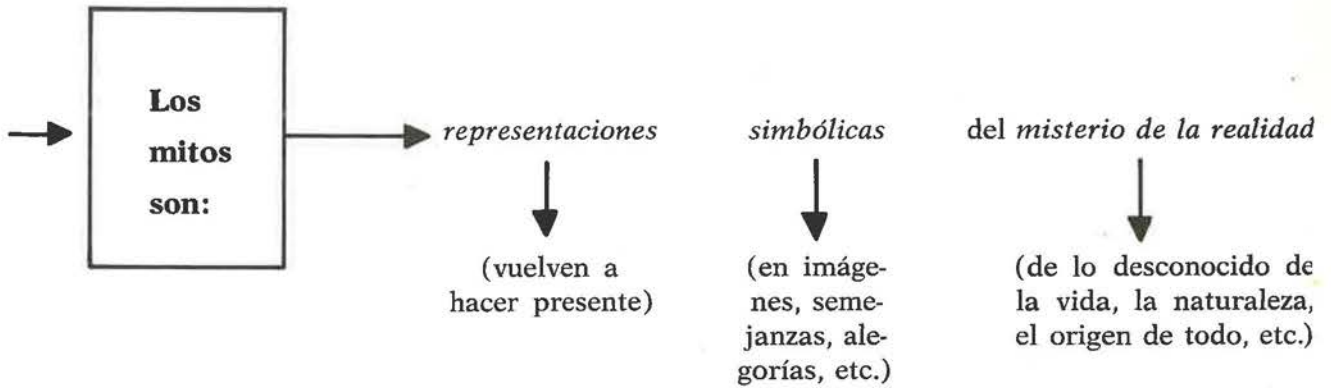 Los
mitos
son:
representaciones simbólicas del misterio de la realidad
(vuelven a
hacer presente)
(en imáge-
nes, seme-
janzas, ale-
gorías, etc.)
(de lo desconocido de
la vida, la naturaleza,
el origen de todo, etc.)